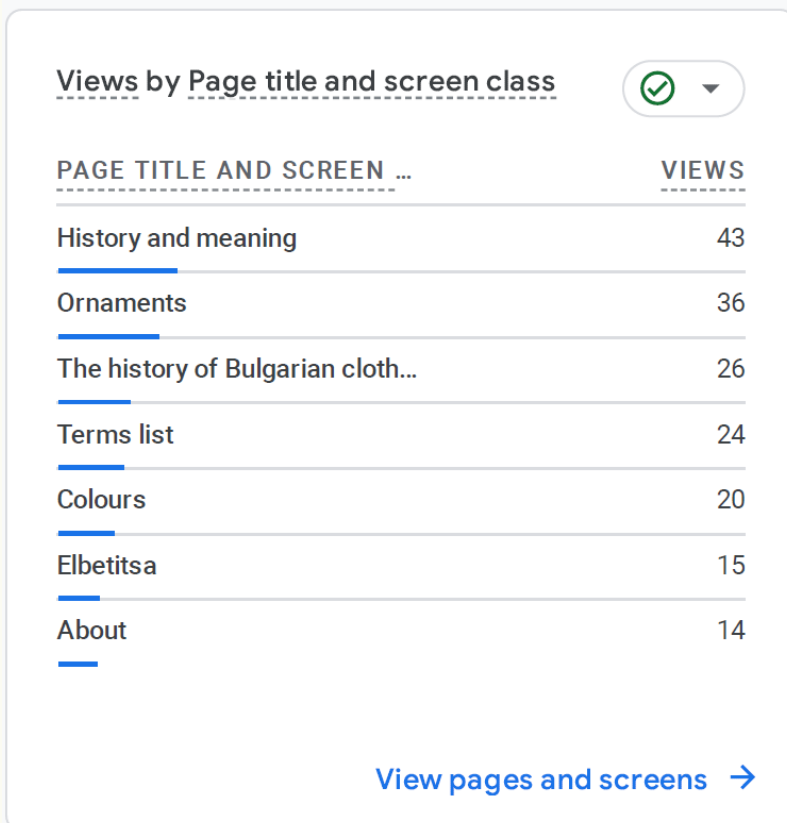 Views by Page title and screen class
PAGE TITLE AND SCREEN ... VIEWS
History and meaning 43
Ornaments 36
The history of Bulgarian cloth... 26
Terms list 24
Colours 20
Elbetitsa 15
About 14
View pages and screens →